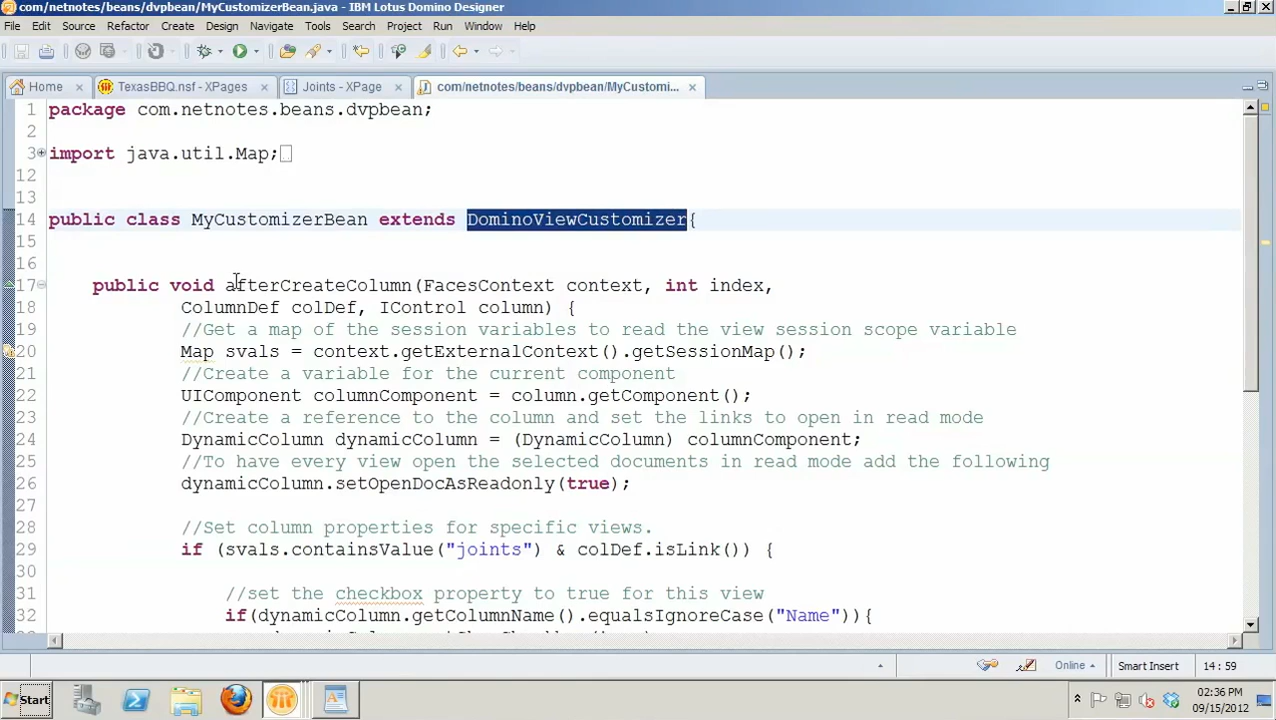 com/netnotes/beans/dvpbean/MyCustomizerBean.java - IBM Lotus Domino Designer
File Edit Source Refactor Create Design Navigate Tools Search Project Run Window Help
Home TexasBBQ.nsf - XPages Joints - XPage com/netnotes/beans/dvpbean/MyCustomi...
1 package com.netnotes.beans.dvpbean;
2
3 import java.util.Map;
12
13
14 public class MyCustomizerBean extends DominoViewCustomizer{
15
16
17 public void afterCreateColumn(FacesContext context, int index,
18 ColumnDef colDef, IControl column) {
19 //Get a map of the session variables to read the view session scope variable
20 Map svals = context.getExternalContext().getSessionMap();
21 //Create a variable for the current component
22 UIComponent columnComponent = column.getComponent();
23 //Create a reference to the column and set the links to open in read mode
24 DynamicColumn dynamicColumn = (DynamicColumn) columnComponent;
25 //To have every view open the selected documents in read mode add the following
26 dynamicColumn.setOpenDocAsReadonly(true);
27
28 //Set column properties for specific views.
29 if (svals.containsValue("joints") & colDef.isLink()) {
30
31 //set the checkbox property to true for this view
32 if(dynamicColumn.getColumnName().equalsIgnoreCase("Name")){
Online Smart Insert 14 : 59
Start 02:36 PM
09/15/2012